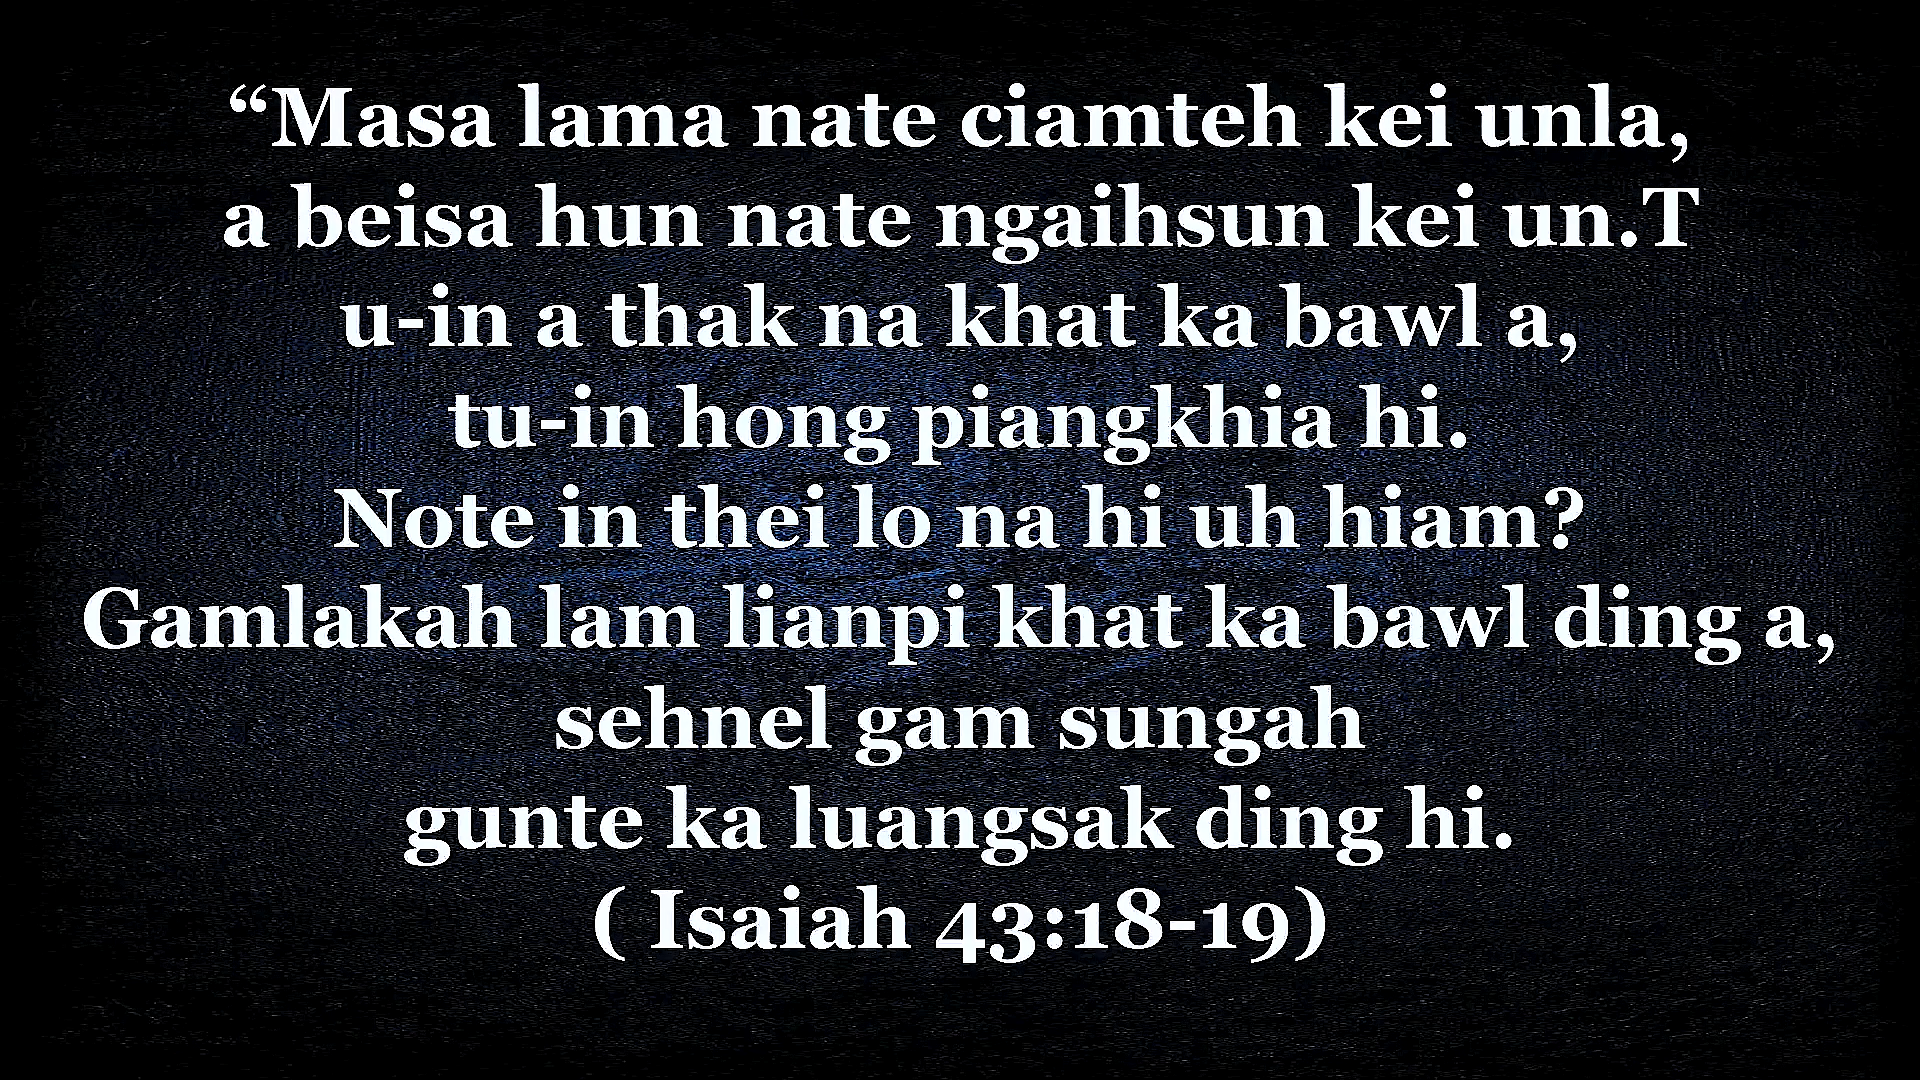 “Masa lama nate ciamteh kei unla,
a beisa hun nate ngaihsun kei un.T
u-in a thak na khat ka bawl a,
tu-in hong piangkhia hi.
Note in thei lo na hi uh hiam?
Gamlakah lam lianpi khat ka bawl ding a,
sehnel gam sungah
gunte ka luangsak ding hi.
( Isaiah 43:18-19)